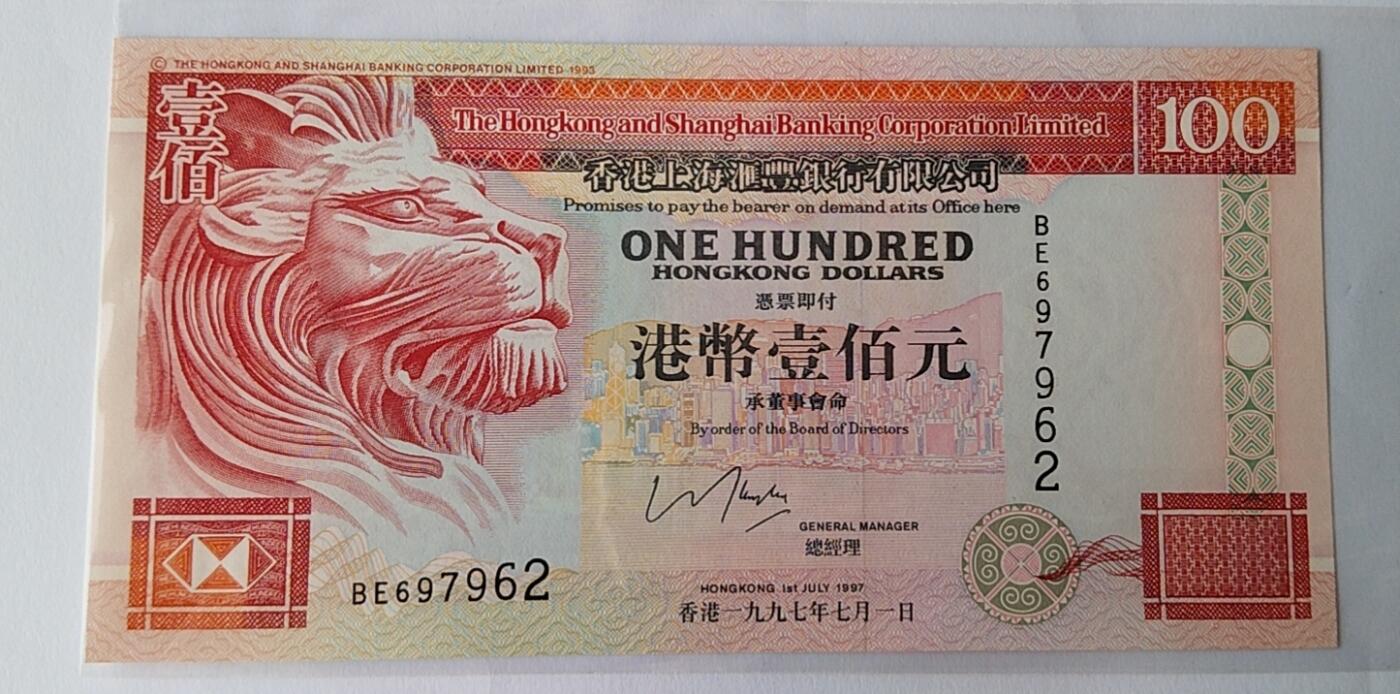 © THE HONGKONG AND SHANGHAI BANKING CORPORATION LIMITED 1993
壹佰
The Hongkong and Shanghai Banking Corporation Limited
100
香港上海滙豐銀行有限公司
Promises to pay the bearer on demand at its Office here
ONE HUNDRED
HONGKONG DOLLARS
憑票即付
港幣壹佰元
承董事會命
By order of the Board of Directors
BE697962
GENERAL MANAGER
總經理
BE697962
HONGKONG 1st JULY 1997
香港一九九七年七月一日